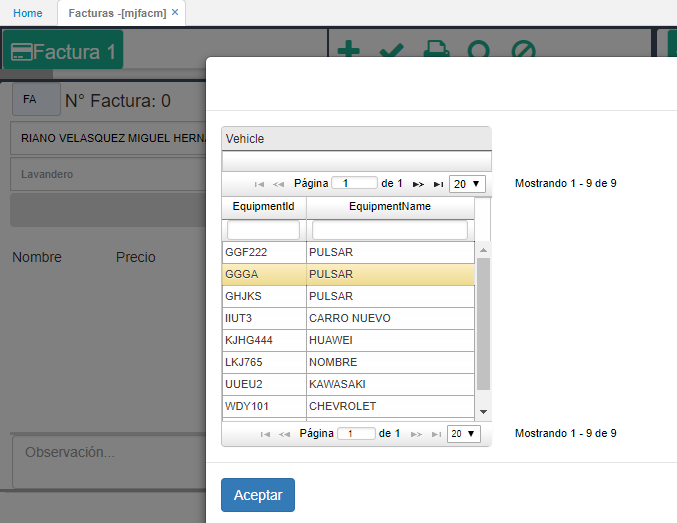 Home
Facturas -[mjfacm] ×
Factura 1
FA
N° Factura: 0
RIANO VELASQUEZ MIGUEL HERN
Lavandero
Nombre
Precio
Observación...
Vehicle
Página 1 de 1 20
Mostrando 1 - 9 de 9
EquipmentId EquipmentName
GGF222 PULSAR
GGGA PULSAR
GHJKS PULSAR
IIUT3 CARRO NUEVO
KJHG444 HUAWEI
LKJ765 NOMBRE
UUEU2 KAWASAKI
WDY101 CHEVROLET
Página 1 de 1 20
Mostrando 1 - 9 de 9
Aceptar